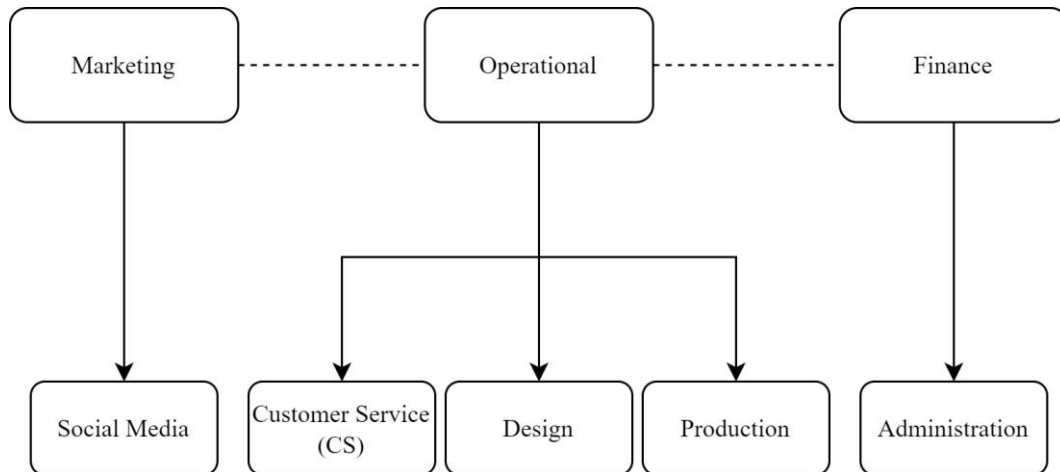 Marketing
Operational
Finance
Social Media
Customer Service
(CS)
Design
Production
Administration